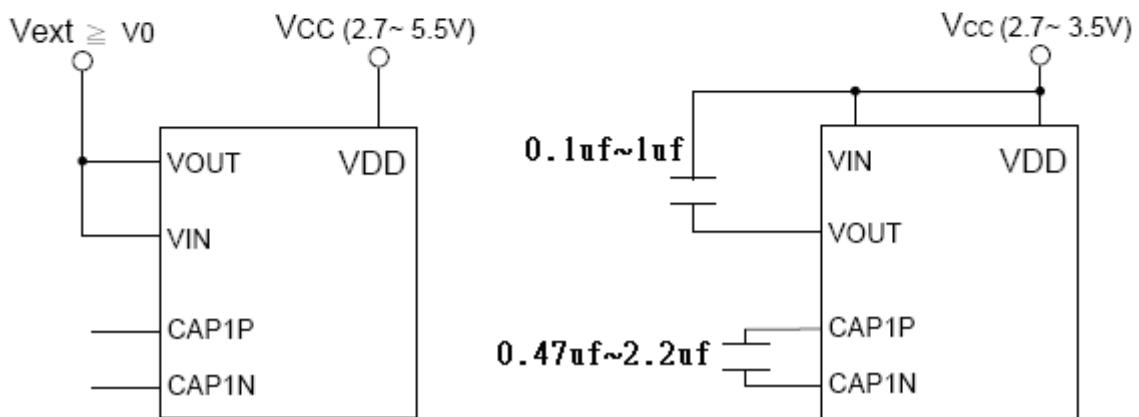 Vext ≧ V0
VCC (2.7~ 5.5V)
VOUT
VDD
VIN
CAP1P
CAP1N
Vcc (2.7~ 3.5V)
0.1uf~1uf
VIN
VDD
VOUT
0.47uf~2.2uf
CAP1P
CAP1N